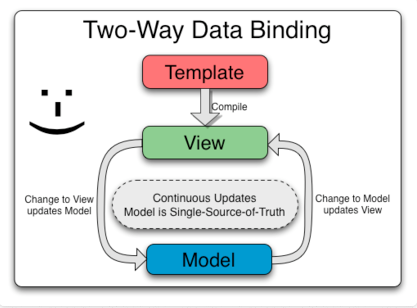 Two-Way Data Binding
Template
Compile
View
Continuous Updates
Model is Single-Source-of-Truth
Change to View
updates Model
Change to Model
updates View
Model